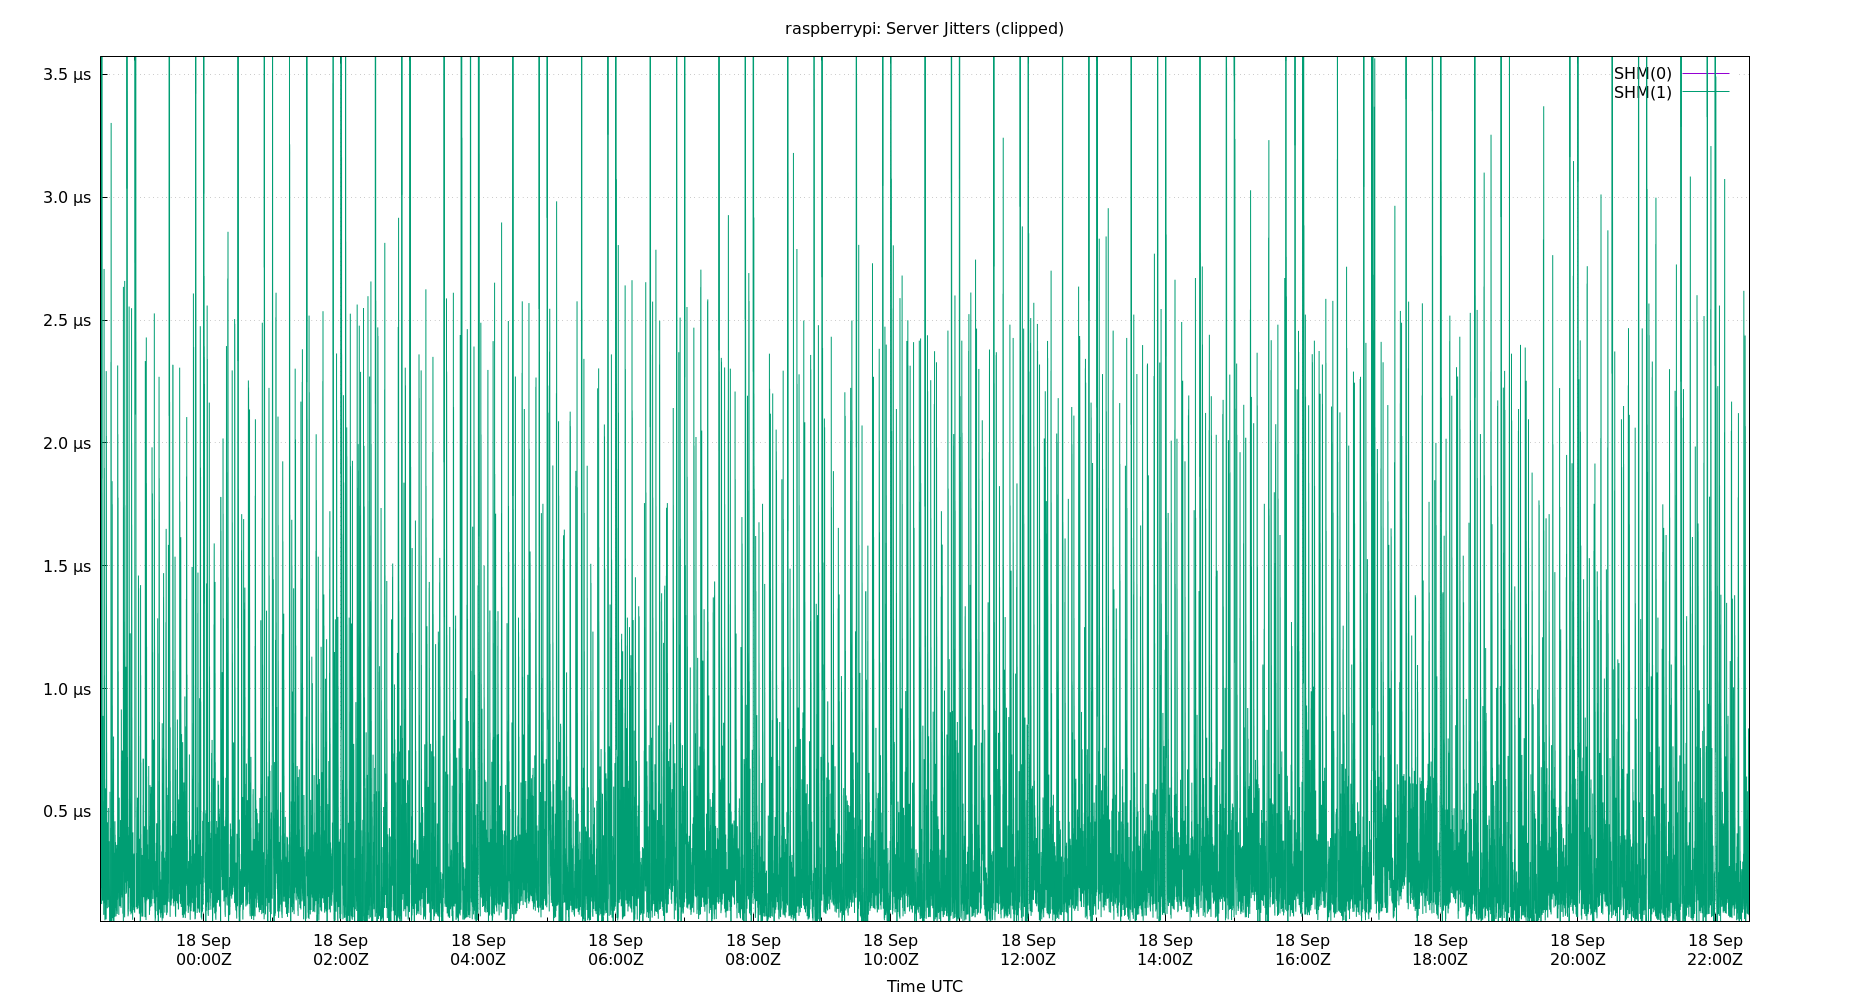 raspberrypi: Server Jitters (clipped)
3.5 µs
3.0 µs
2.5 µs
2.0 µs
1.5 µs
1.0 µs
0.5 µs
SHM(0)
SHM(1)
18 Sep 18 Sep 18 Sep 18 Sep 18 Sep 18 Sep 18 Sep 18 Sep 18 Sep 18 Sep 18 Sep 18 Sep
00:00Z 02:00Z 04:00Z 06:00Z 08:00Z 10:00Z 12:00Z 14:00Z 16:00Z 18:00Z 20:00Z 22:00Z
Time UTC